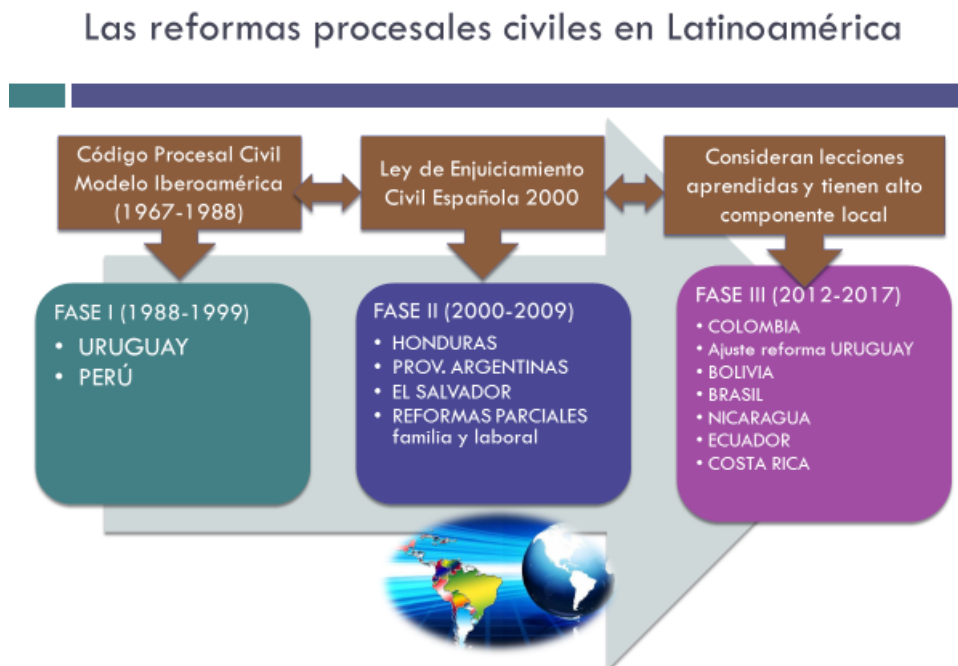 Las reformas procesales civiles en Latinoamérica
Código Procesal Civil
Modelo Iberoamérica
(1967-1988)
Ley de Enjuiciamiento
Civil Española 2000
Consideran lecciones
aprendidas y tienen alto
componente local
FASE I (1988-1999)
• URUGUAY
• PERÚ
FASE II (2000-2009)
• HONDURAS
• PROV. ARGENTINAS
• EL SALVADOR
• REFORMAS PARCIALES
familia y laboral
FASE III (2012-2017)
• COLOMBIA
• Ajuste reforma URUGUAY
• BOLIVIA
• BRASIL
• NICARAGUA
• ECUADOR
• COSTA RICA